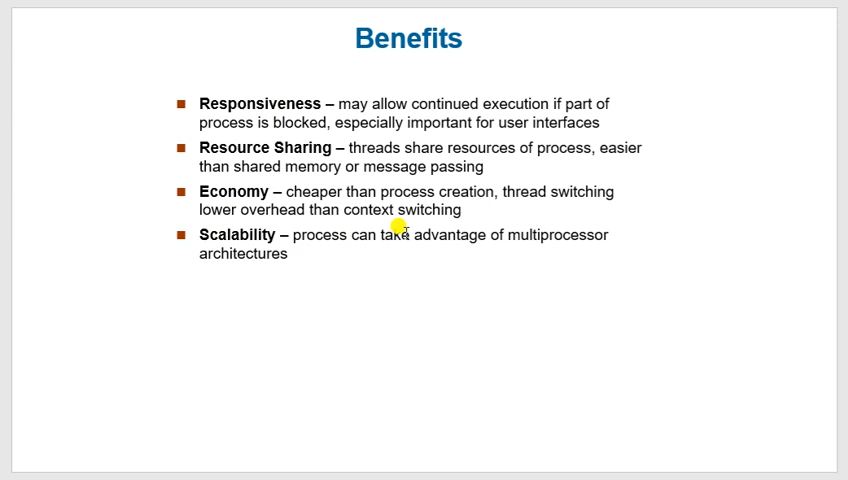 Benefits
Responsiveness – may allow continued execution if part of
process is blocked, especially important for user interfaces
Resource Sharing – threads share resources of process, easier
than shared memory or message passing
Economy – cheaper than process creation, thread switching
lower overhead than context switching
Scalability – process can take advantage of multiprocessor
architectures